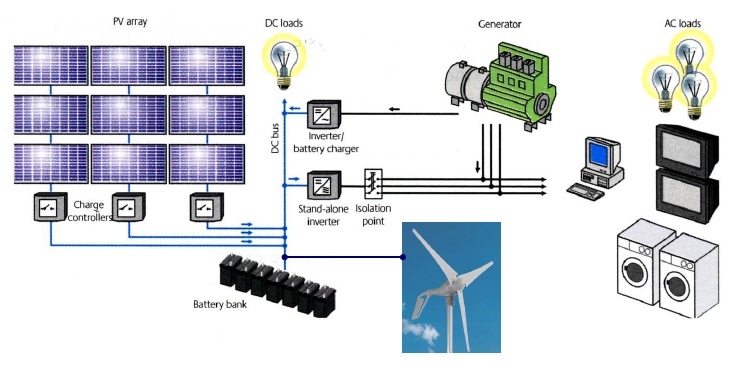 PV array
DC loads
Generator
AC loads
DC bus
Inverter/
battery charger
Charge
controllers
Stand-alone
inverter
Isolation
point
Battery bank